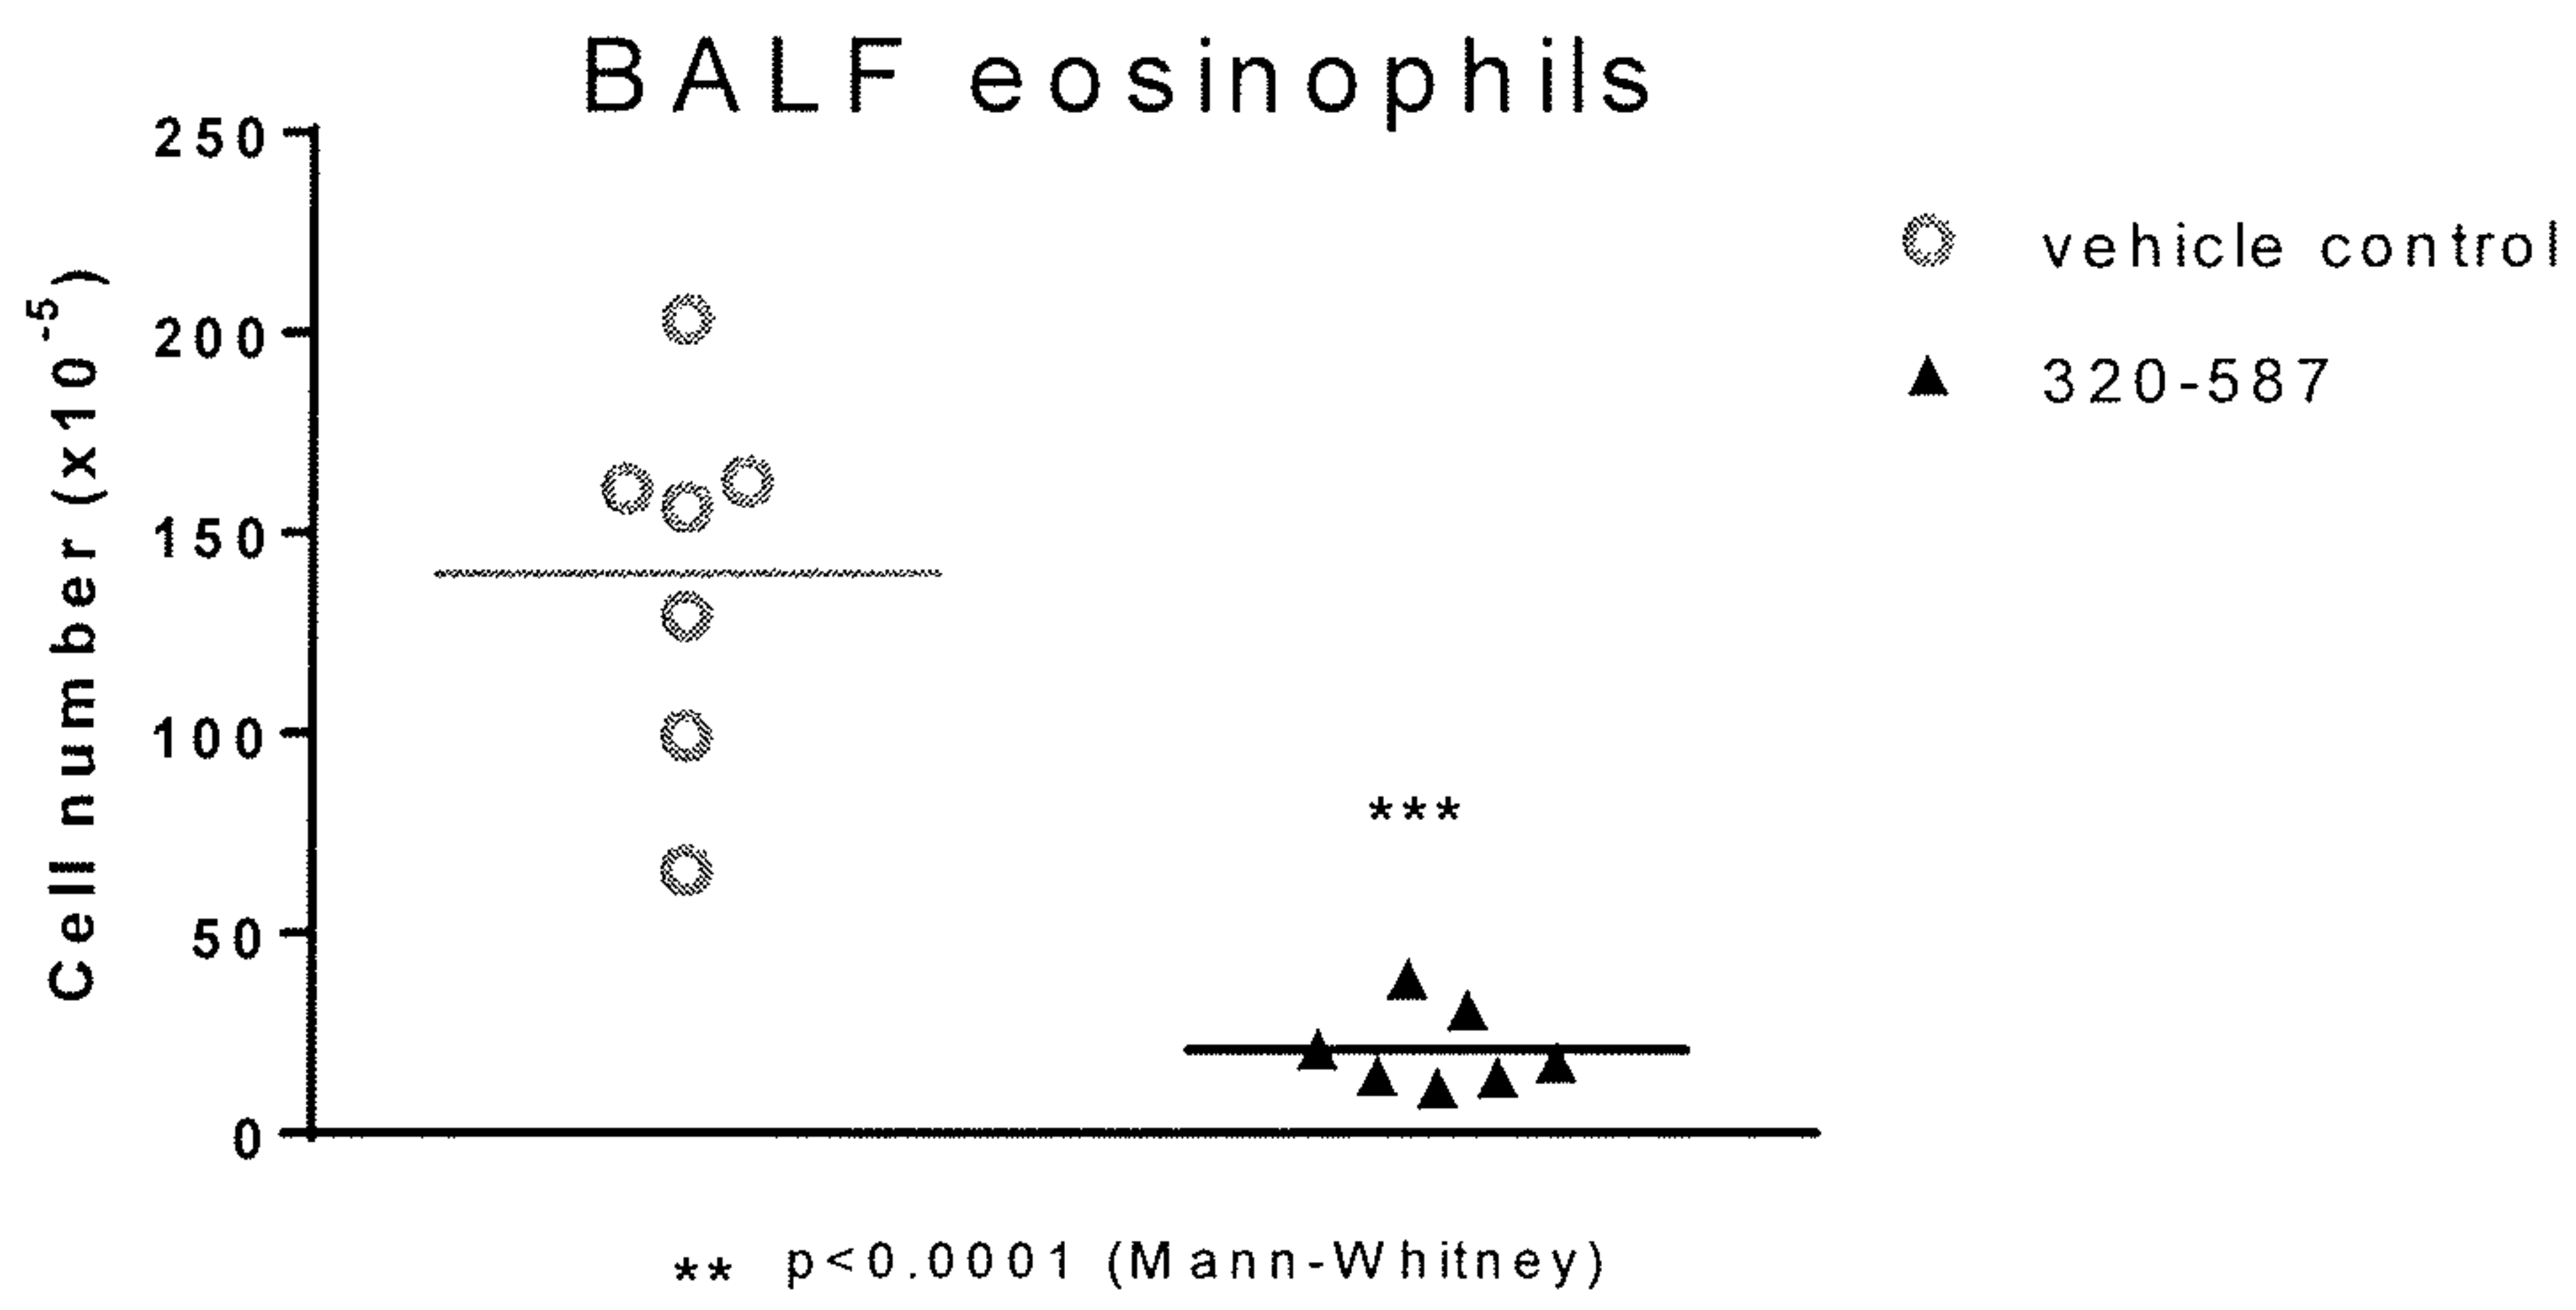 BALF eosinophils
Cell number (x10⁻⁵)
250
200
150
100
50
0
vehicle control
320-587
***
** p<0.0001 (Mann-Whitney)